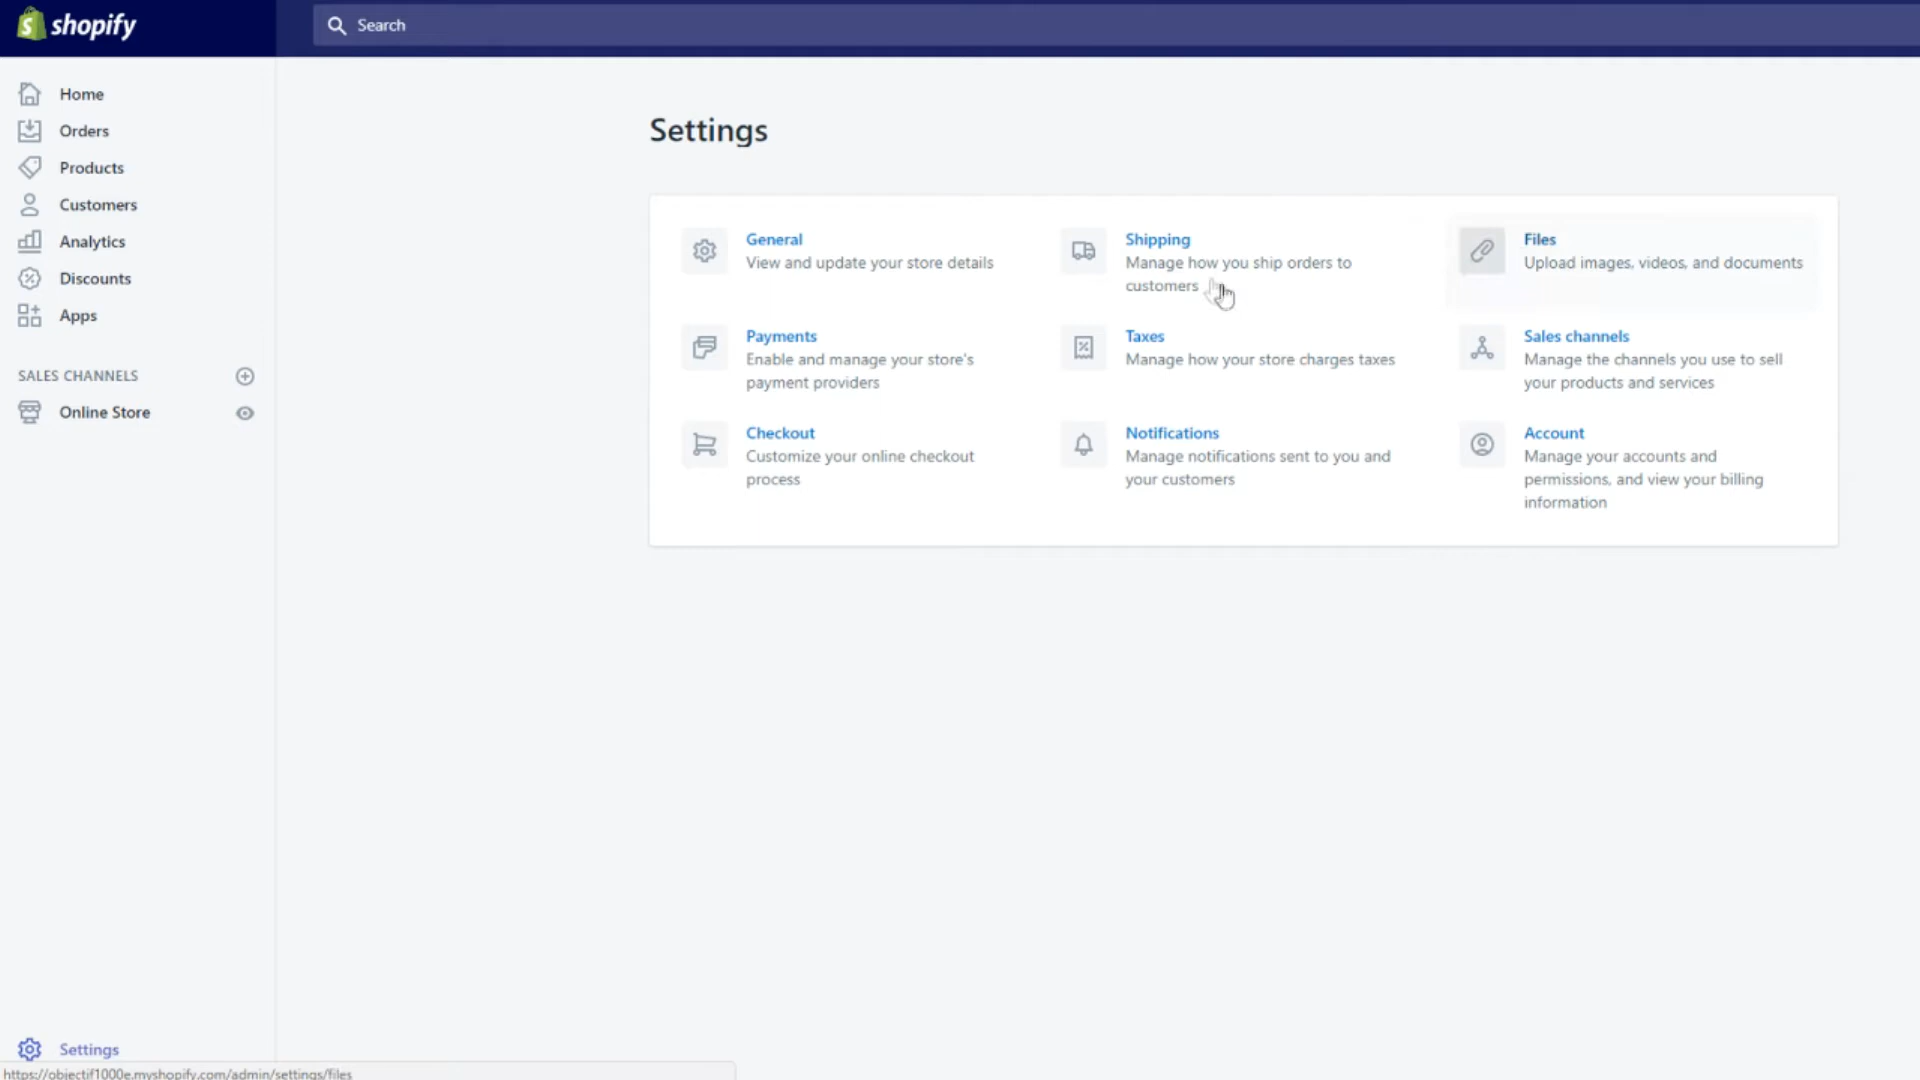 shopify
Search
Home
Orders
Products
Customers
Analytics
Discounts
Apps
SALES CHANNELS
Online Store
Settings
https://objectif1000e.myshopify.com/admin/settings/files
Settings
General
View and update your store details
Shipping
Manage how you ship orders to
customers
Files
Upload images, videos, and documents
Payments
Enable and manage your store's
payment providers
Taxes
Manage how your store charges taxes
Sales channels
Manage the channels you use to sell
your products and services
Checkout
Customize your online checkout
process
Notifications
Manage notifications sent to you and
your customers
Account
Manage your accounts and
permissions, and view your billing
information